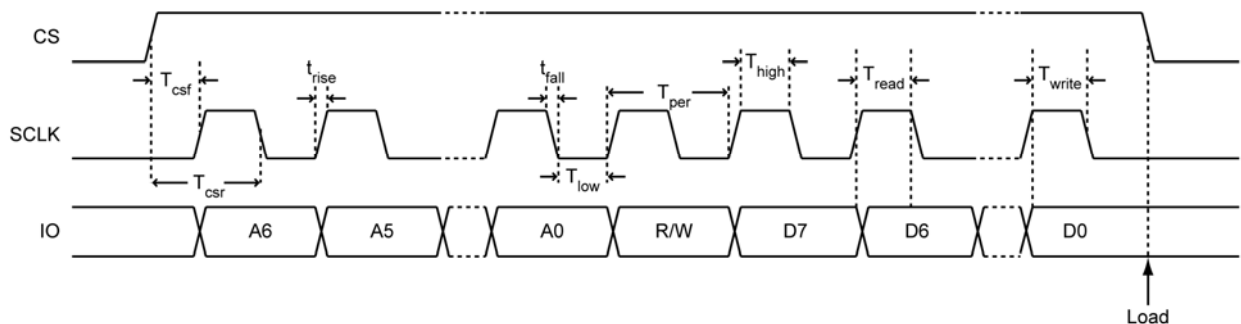 CS
T_csf
t_rise
t_fall
T_high
T_read
T_write
T_per
SCLK
T_csr
T_low
IO
A6 A5 A0 R/W D7 D6 D0
Load